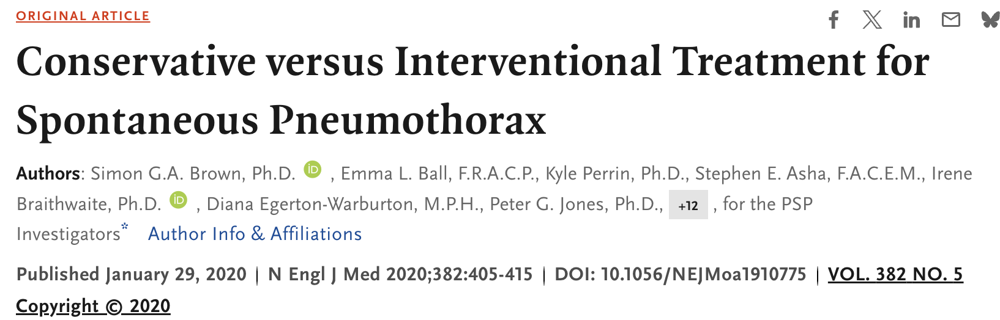 ORIGINAL ARTICLE
Conservative versus Interventional Treatment for
Spontaneous Pneumothorax
Authors: Simon G.A. Brown, Ph.D. iD , Emma L. Ball, F.R.A.C.P., Kyle Perrin, Ph.D., Stephen E. Asha, F.A.C.E.M., Irene
Braithwaite, Ph.D. iD , Diana Egerton-Warburton, M.P.H., Peter G. Jones, Ph.D., +12 , for the PSP
Investigators* Author Info & Affiliations
Published January 29, 2020 | N Engl J Med 2020;382:405-415 | DOI: 10.1056/NEJMoa1910775 | VOL. 382 NO. 5
Copyright © 2020